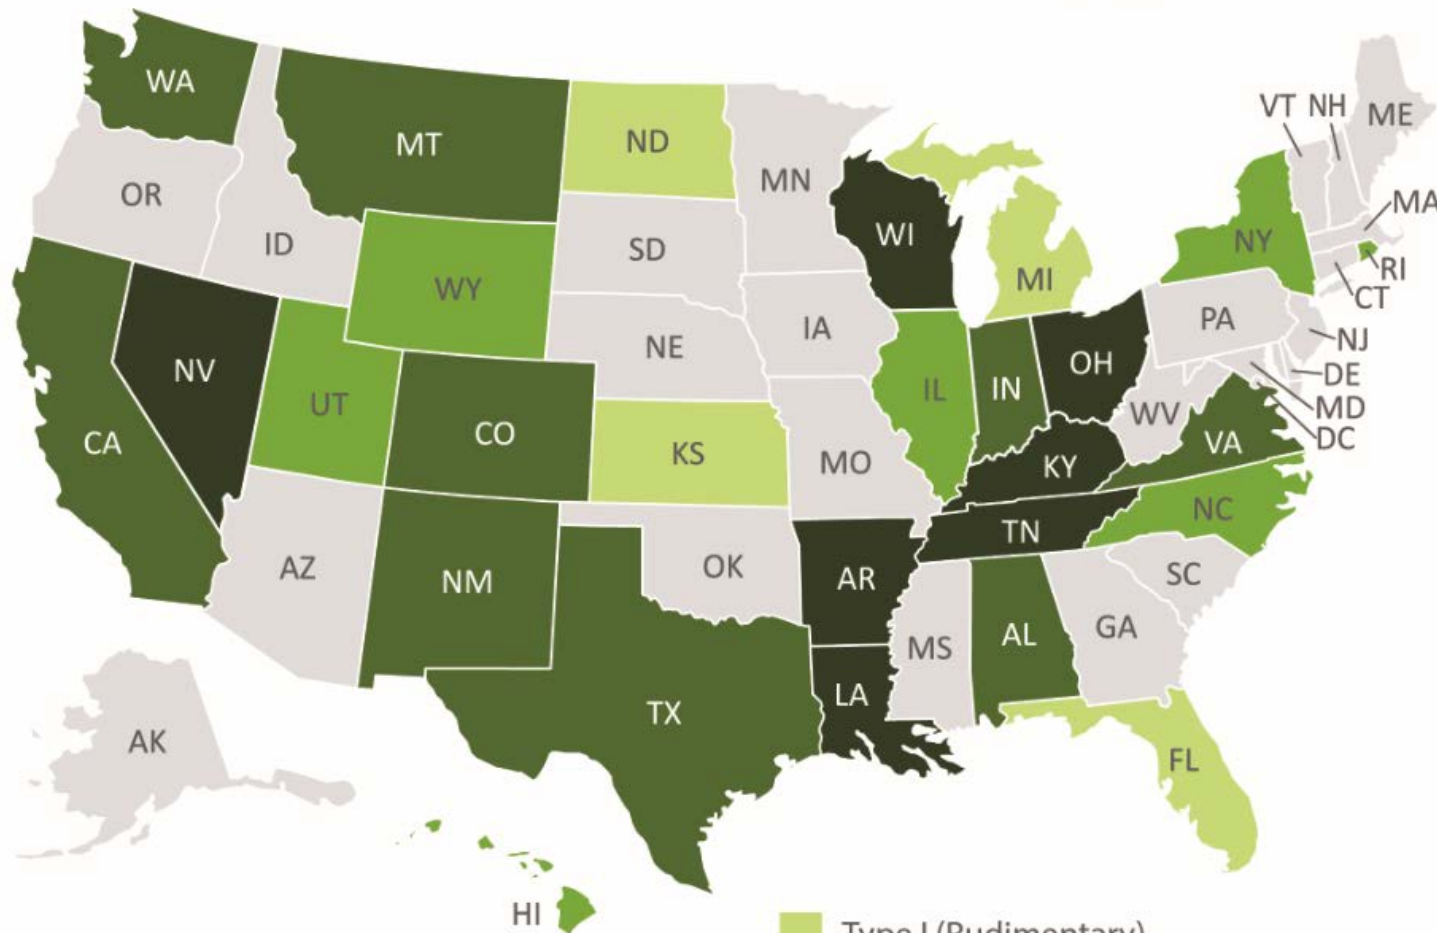 WA
MT
ND
MN
VT NH
ME
OR
ID
SD
WI
MI
NY
MA
RI
CT
WY
NE
IA
PA
NJ
DE
MD
DC
NV
UT
CO
KS
MO
IL
IN
OH
WV
VA
CA
KY
NC
AZ
NM
OK
AR
TN
SC
MS
AL
GA
TX
LA
AK
FL
HI
Type I (Rudimentary)